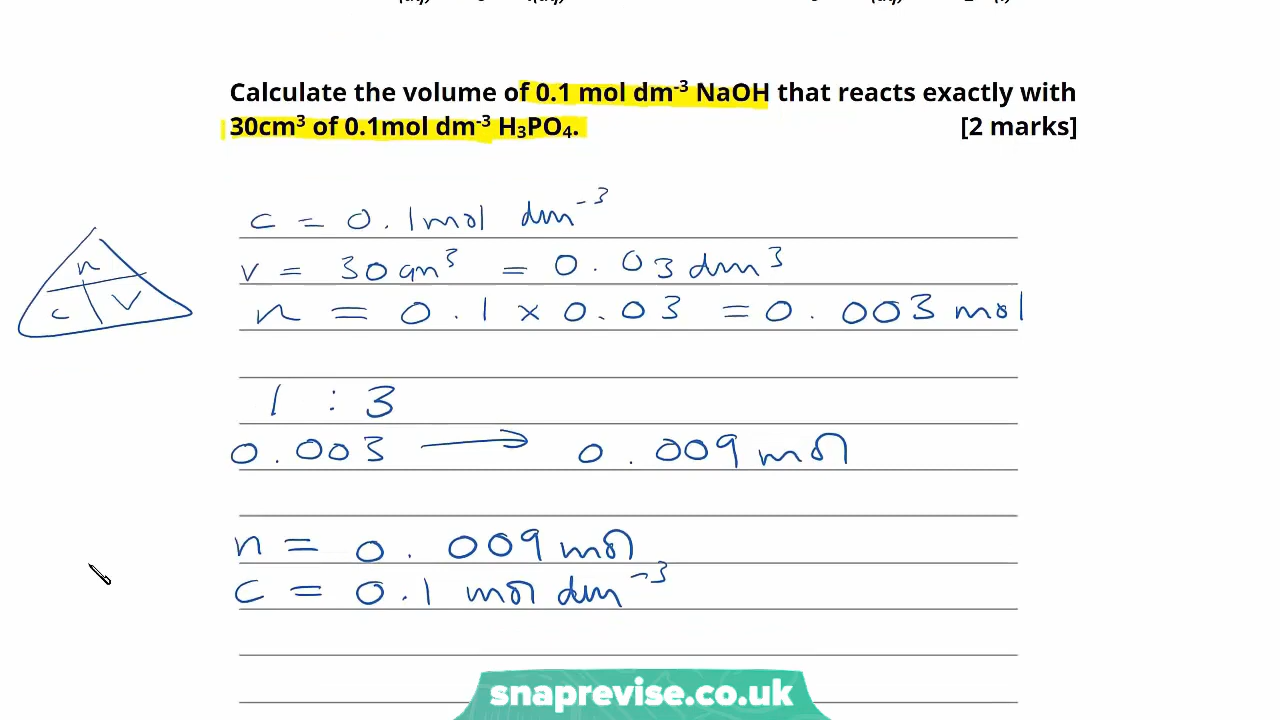 Calculate the volume of 0.1 mol dm⁻³ NaOH that reacts exactly with
30cm³ of 0.1mol dm⁻³ H₃PO₄. [2 marks]
c = 0.1mol dm⁻³
v = 30cm³ = 0.03dm³
n
c V
n = 0.1 × 0.03 = 0.003 mol
1 : 3
0.003 → 0.009 mol
n = 0.009 mol
c = 0.1 mol dm⁻³
snaprevise.co.uk